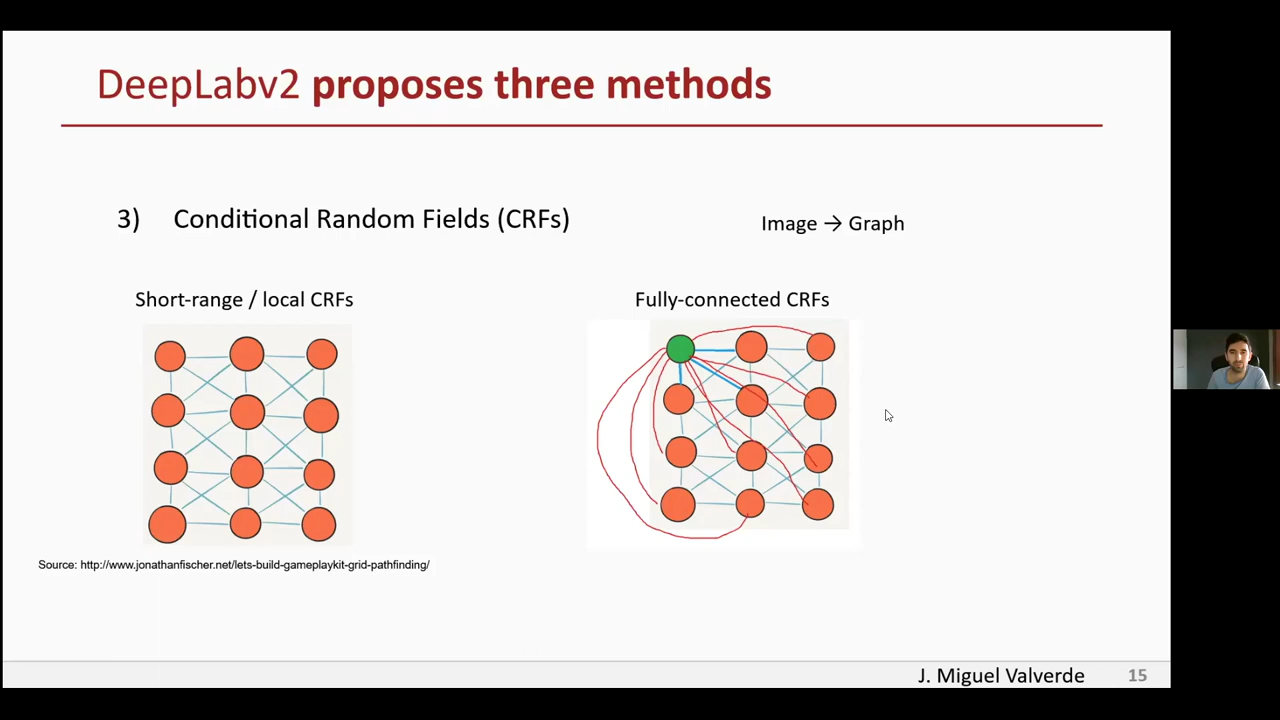 DeepLabv2 proposes three methods
3) Conditional Random Fields (CRFs)
Image → Graph
Short-range / local CRFs
Fully-connected CRFs
Source: http://www.jonathanfischer.net/lets-build-gameplaykit-grid-pathfinding/
J. Miguel Valverde 15